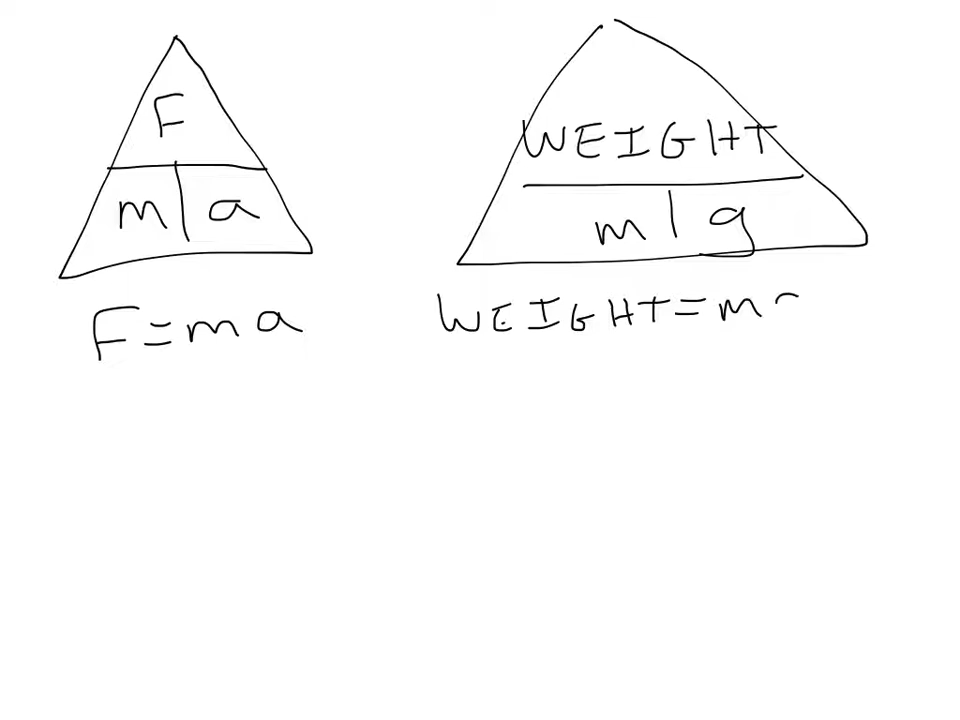 F
m | a
F = ma
WEIGHT
m | g
WEIGHT = m